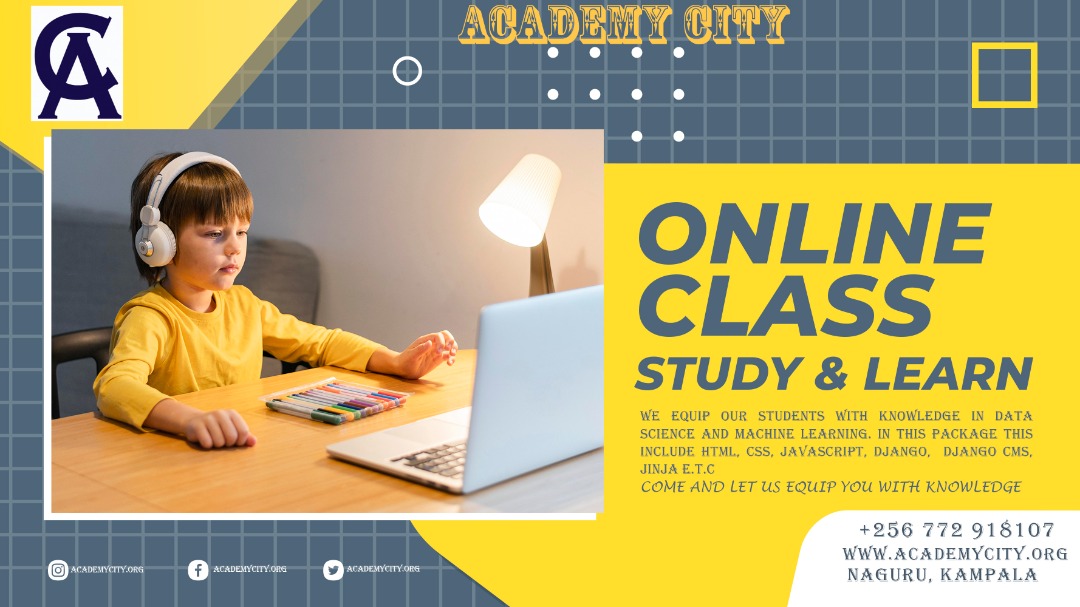 CA
ACADEMY CITY
ONLINE
CLASS
STUDY & LEARN
WE EQUIP OUR STUDENTS WITH KNOWLEDGE IN DATA
SCIENCE AND MACHINE LEARNING. IN THIS PACKAGE THIS
INCLUDE HTML, CSS, JAVASCRIPT, DJANGO, DJANGO CMS,
JINJA E.T.C
COME AND LET US EQUIP YOU WITH KNOWLEDGE
+256 772 918107
WWW.ACADEMYCITY.ORG
NAGURU, KAMPALA
ACADEMYCITY.ORG
ACADEMYCITY.ORG
ACADEMYCITY.ORG